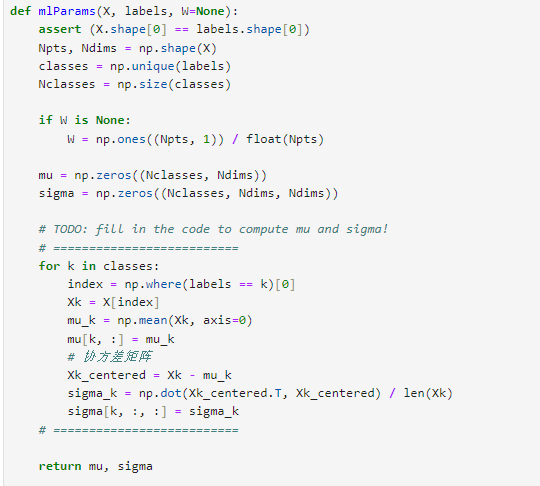 def mlParams(X, labels, W=None):
    assert (X.shape[0] == labels.shape[0])
    Npts, Ndims = np.shape(X)
    classes = np.unique(labels)
    Nclasses = np.size(classes)

    if W is None:
        W = np.ones((Npts, 1)) / float(Npts)

    mu = np.zeros((Nclasses, Ndims))
    sigma = np.zeros((Nclasses, Ndims, Ndims))

    # TODO: fill in the code to compute mu and sigma!
    # ==========================
    for k in classes:
        index = np.where(labels == k)[0]
        Xk = X[index]
        mu_k = np.mean(Xk, axis=0)
        mu[k, :] = mu_k
        # 协方差矩阵
        Xk_centered = Xk - mu_k
        sigma_k = np.dot(Xk_centered.T, Xk_centered) / len(Xk)
        sigma[k, :, :] = sigma_k
    # ==========================

    return mu, sigma